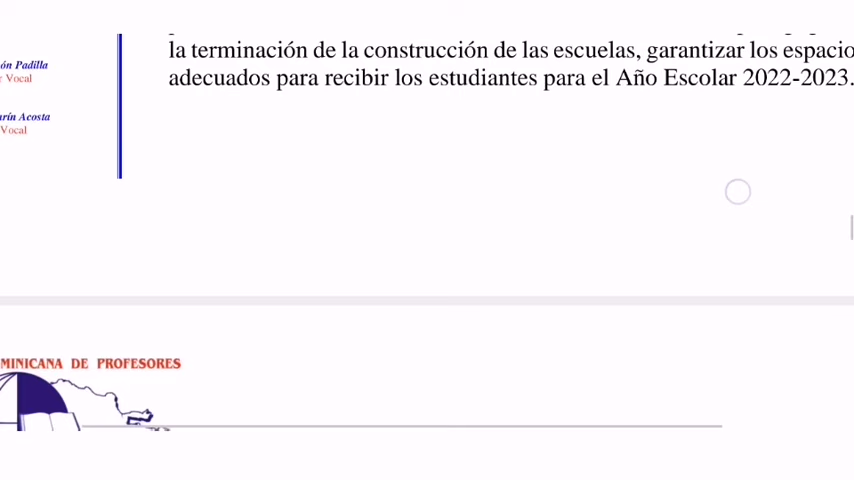 la terminación de la construcción de las escuelas, garantizar los espacio
adecuados para recibir los estudiantes para el Año Escolar 2022-2023.
ón Padilla
Vocal
rín Acosta
Vocal
MINICANA DE PROFESORES